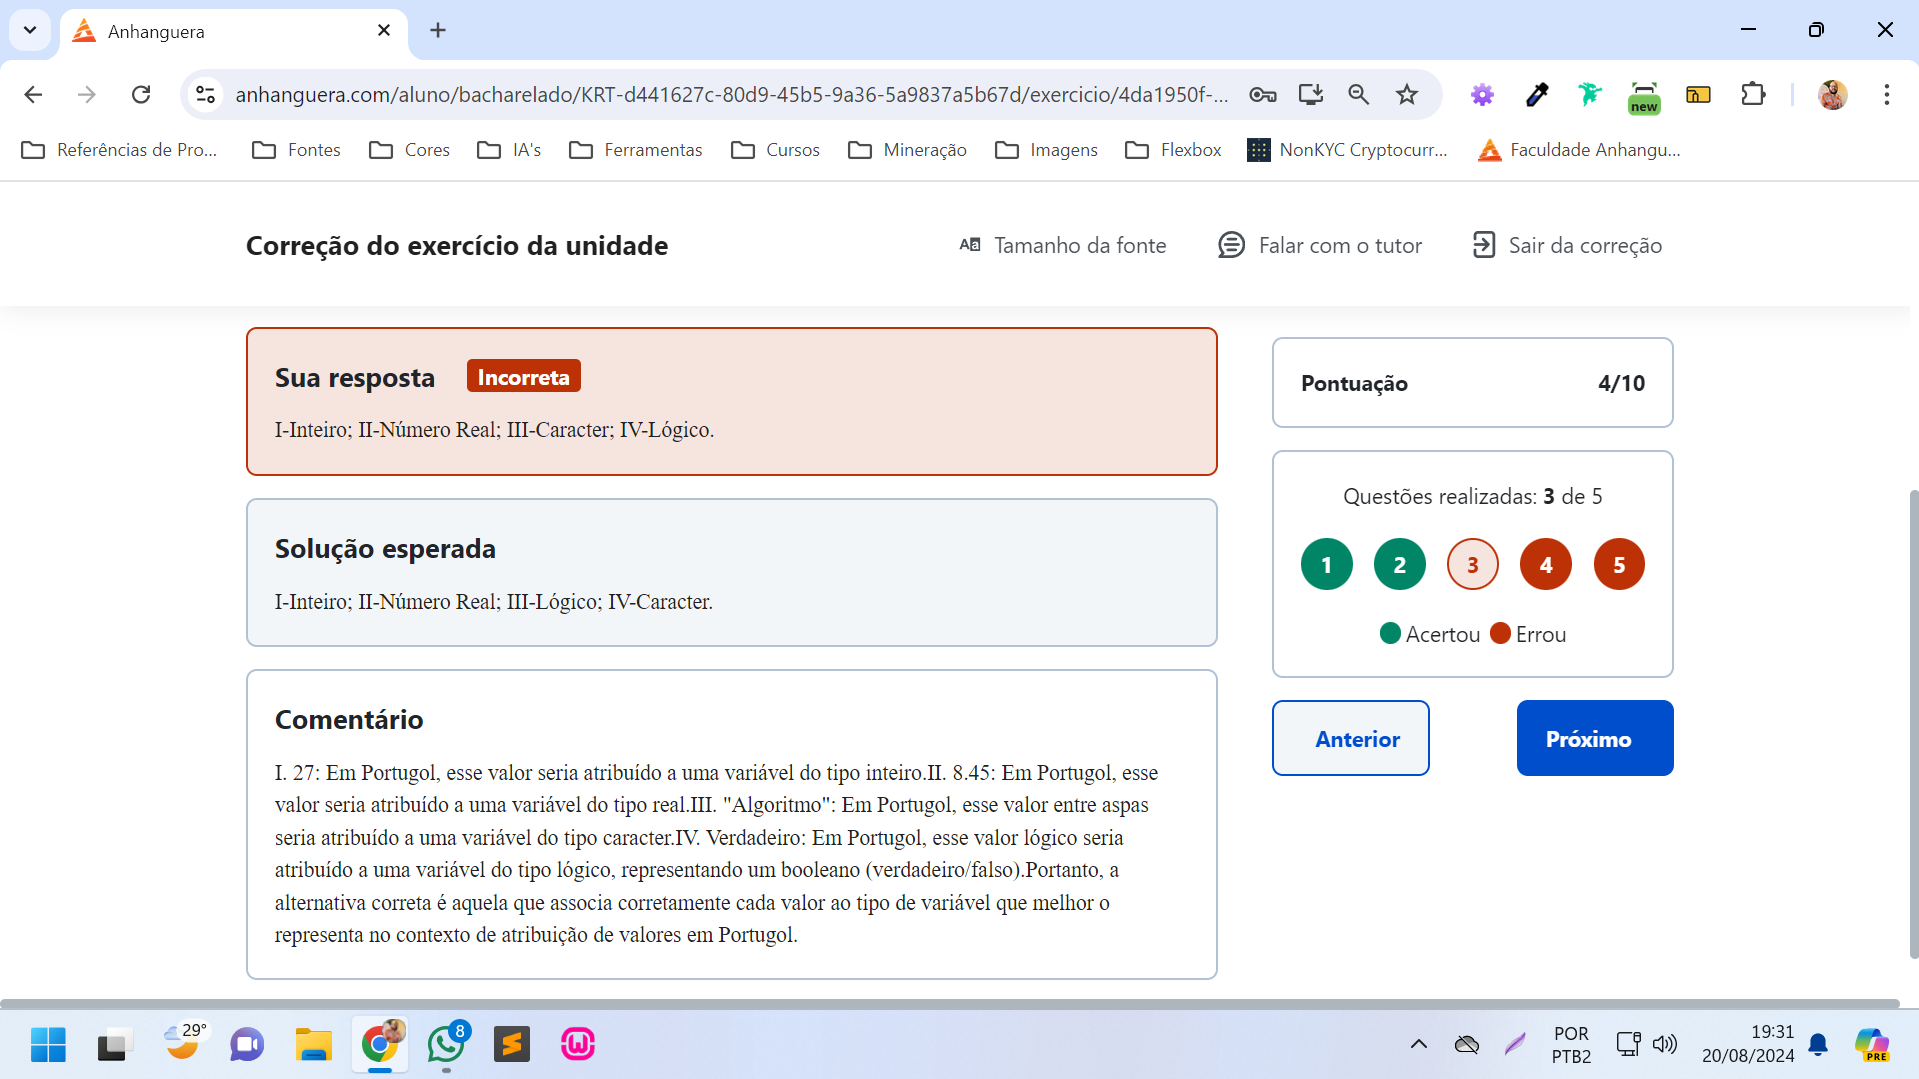 Anhanguera
anhanguera.com/aluno/bacharelado/KRT-d441627c-80d9-45b5-9a36-5a9837a5b67d/exercicio/4da1950f-...
new
Referências de Pro...
Fontes
Cores
IA's
Ferramentas
Cursos
Mineração
Imagens
Flexbox
NonKYC Cryptocurr...
Faculdade Anhangu...
Correção do exercício da unidade
Tamanho da fonte
Falar com o tutor
Sair da correção
Sua resposta Incorreta
I-Inteiro; II-Número Real; III-Caracter; IV-Lógico.
Solução esperada
I-Inteiro; II-Número Real; III-Lógico; IV-Caracter.
Comentário
I. 27: Em Portugol, esse valor seria atribuído a uma variável do tipo inteiro.II. 8.45: Em Portugol, esse
valor seria atribuído a uma variável do tipo real.III. "Algoritmo": Em Portugol, esse valor entre aspas
seria atribuído a uma variável do tipo caracter.IV. Verdadeiro: Em Portugol, esse valor lógico seria
atribuído a uma variável do tipo lógico, representando um booleano (verdadeiro/falso).Portanto, a
alternativa correta é aquela que associa corretamente cada valor ao tipo de variável que melhor o
representa no contexto de atribuição de valores em Portugol.
Pontuação 4/10
Questões realizadas: 3 de 5
1 2 3 4 5
Acertou Errou
Anterior
Próximo
29°
8
POR
PTB2
19:31
20/08/2024
PRE